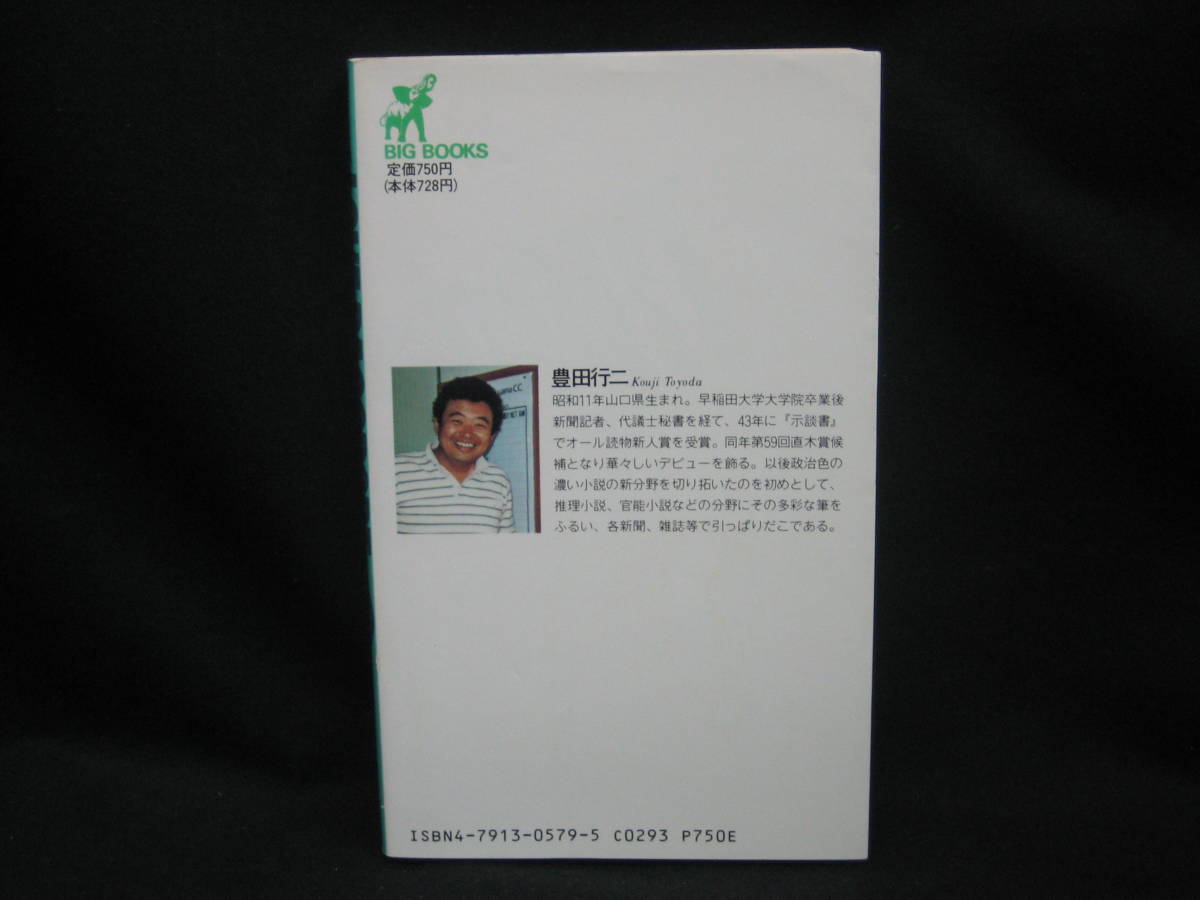 BIG BOOKS
定価750円
(本体728円)
豊田行二 Kouji Toyoda
昭和11年山口県生まれ。早稲田大学大学院卒業後
新聞記者、代議士秘書を経て、43年に『示談書』
でオール読物新人賞を受賞。同年第59回直木賞候
補となり華々しいデビューを飾る。以後政治色の
濃い小説の新分野を切り拓いたのを初めとして、
推理小説、官能小説などの分野にその多彩な筆を
ふるい、各新聞、雑誌等で引っぱりだこである。
ISBN4-7913-0579-5 C0293 P750E